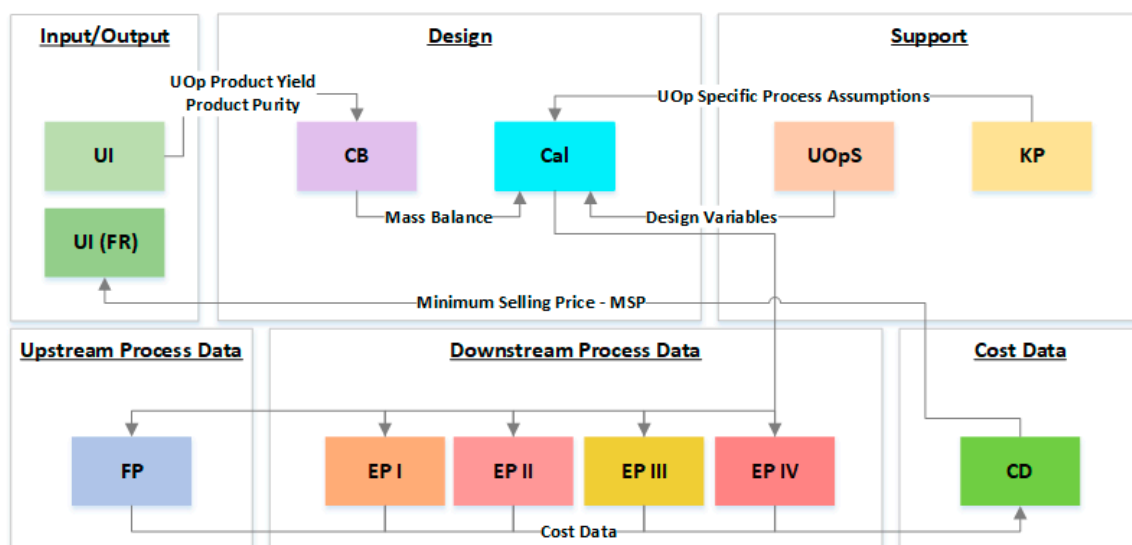 Input/Output
Design
Support
UOp Product Yield
Product Purity
UOp Specific Process Assumptions
UI
CB
Cal
UOpS
KP
Mass Balance
Design Variables
UI (FR)
Minimum Selling Price - MSP
Upstream Process Data
Downstream Process Data
Cost Data
FP
EP I
EP II
EP III
EP IV
CD
Cost Data